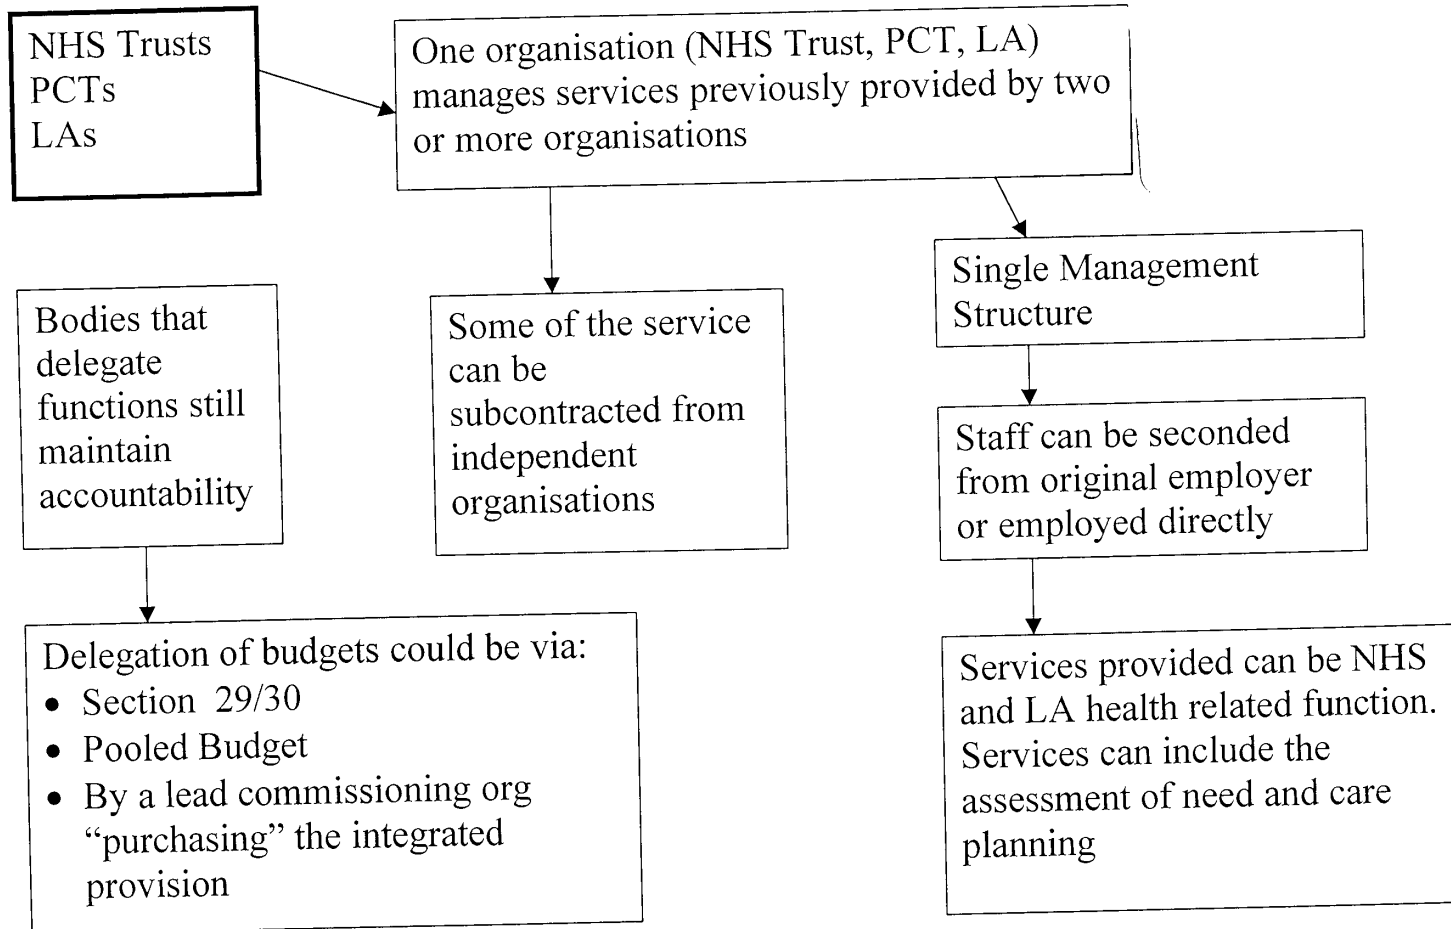 NHS Trusts
PCTs
LAs
One organisation (NHS Trust, PCT, LA)
manages services previously provided by two
or more organisations
Bodies that
delegate
functions still
maintain
accountability
Some of the service
can be
subcontracted from
independent
organisations
Single Management
Structure
Staff can be seconded
from original employer
or employed directly
Delegation of budgets could be via:
• Section 29/30
• Pooled Budget
• By a lead commissioning org
“purchasing” the integrated
provision
Services provided can be NHS
and LA health related function.
Services can include the
assessment of need and care
planning